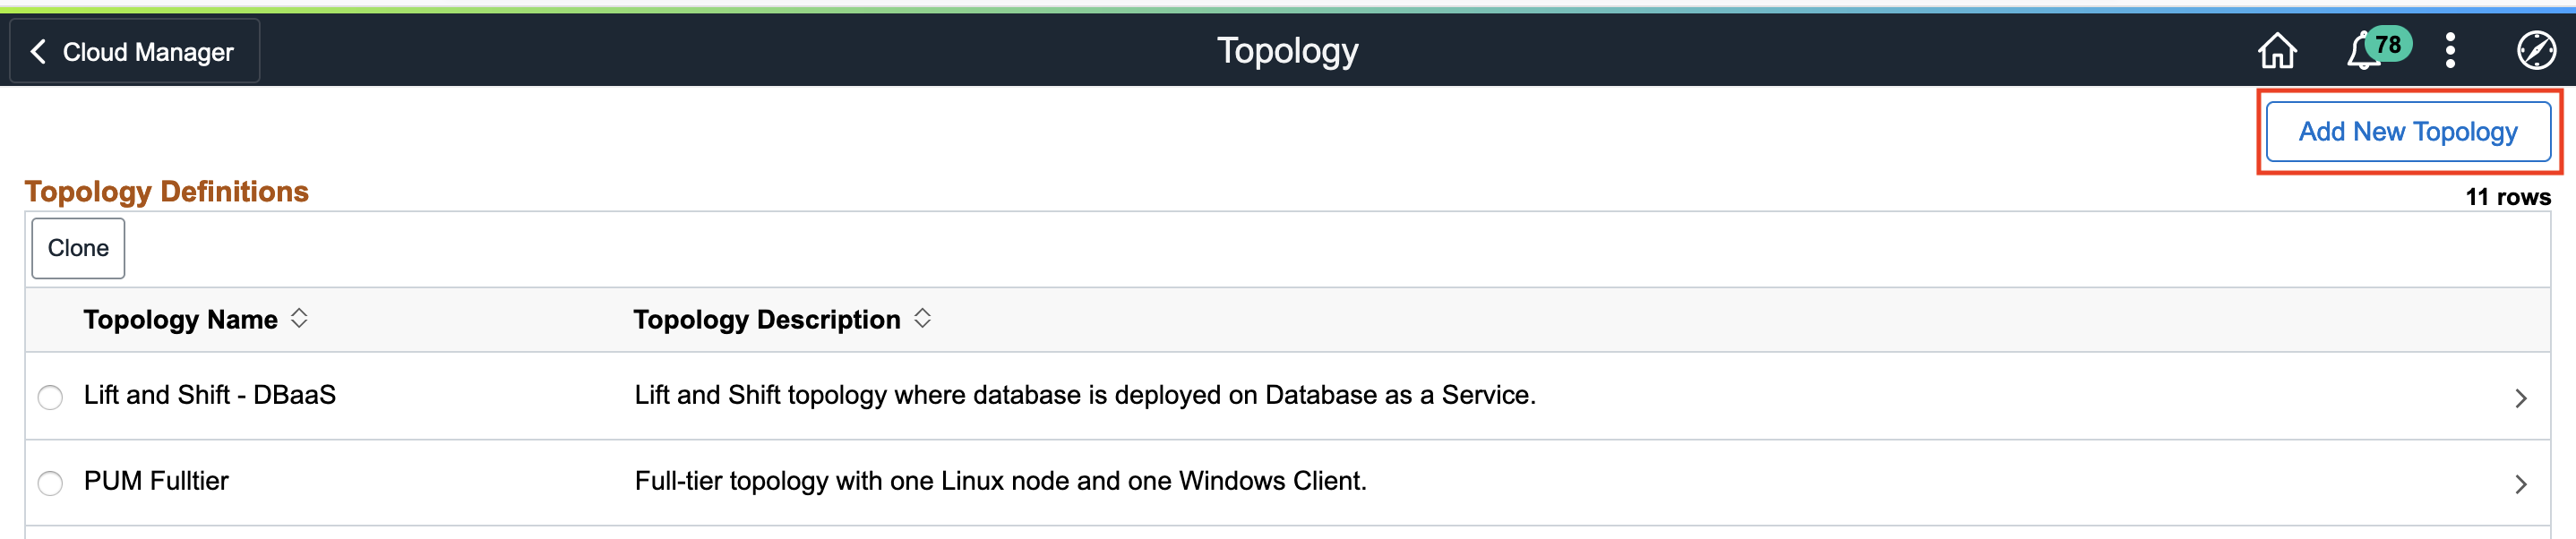 Cloud Manager
Topology
78
Add New Topology
Topology Definitions
11 rows
Clone
Topology Name
Topology Description
Lift and Shift - DBaaS
Lift and Shift topology where database is deployed on Database as a Service.
PUM Fulltier
Full-tier topology with one Linux node and one Windows Client.